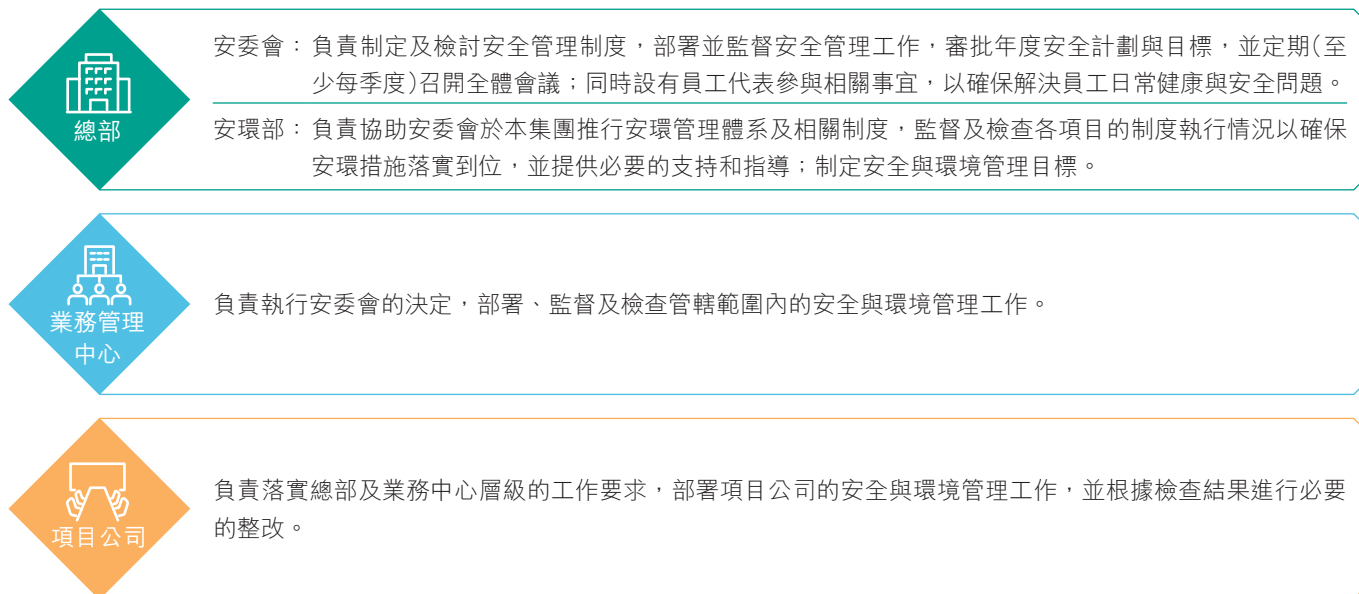 安委會：負責制定及檢討安全管理制度，部署並監督安全管理工作，審批年度安全計劃與目標，並定期(至
少每季度)召開全體會議；同時設有員工代表參與相關事宜，以確保解決員工日常健康與安全問題。
總部
安環部：負責協助安委會於本集團推行安環管理體系及相關制度，監督及檢查各項目的制度執行情況以確保
安環措施落實到位，並提供必要的支持和指導；制定安全與環境管理目標。
業務管理
中心
負責執行安委會的決定，部署、監督及檢查管轄範圍內的安全與環境管理工作。
項目公司
負責落實總部及業務中心層級的工作要求，部署項目公司的安全與環境管理工作，並根據檢查結果進行必要
的整改。